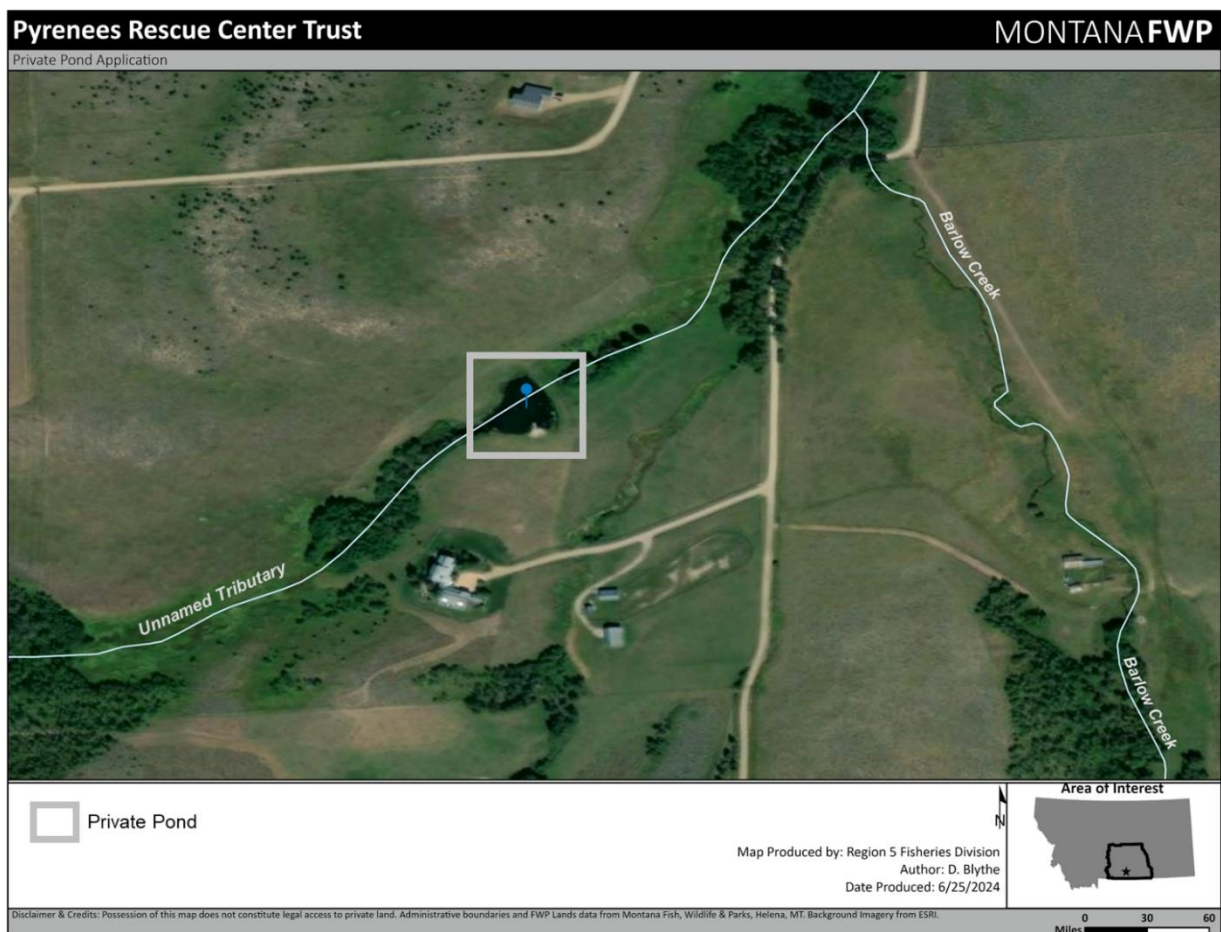 Pyrenees Rescue Center Trust
MONTANAFWP
Private Pond Application
Barlow Creek
Unnamed Tributary
Barlow Creek
Private Pond
N
Area of Interest
Map Produced by: Region 5 Fisheries Division
Author: D. Blythe
Date Produced: 6/25/2024
Disclaimer & Credits: Possession of this map does not constitute legal access to private land. Administrative boundaries and FWP Lands data from Montana Fish, Wildlife & Parks, Helena, MT. Background Imagery from ESRI.
0 30 60
Miles